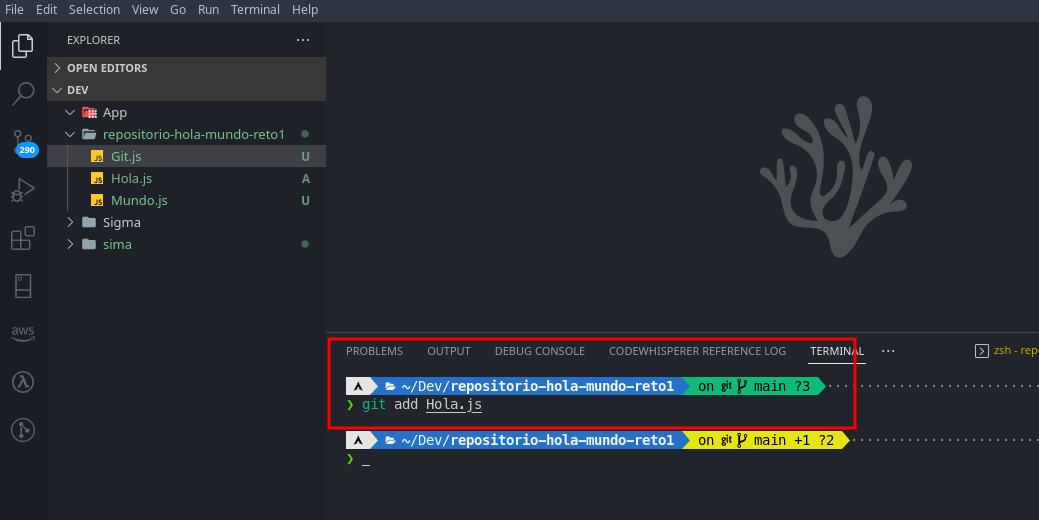 File Edit Selection View Go Run Terminal Help
EXPLORER ···
OPEN EDITORS
DEV
App
repositorio-hola-mundo-reto1
JS Git.js U
JS Hola.js A
JS Mundo.js U
Sigma
sima
290
aws
PROBLEMS OUTPUT DEBUG CONSOLE CODEWHISPERER REFERENCE LOG TERMINAL ··· zsh - repo
~/Dev/repositorio-hola-mundo-reto1 on git main ?3
❯ git add Hola.js
~/Dev/repositorio-hola-mundo-reto1 on git main +1 ?2
❯ _